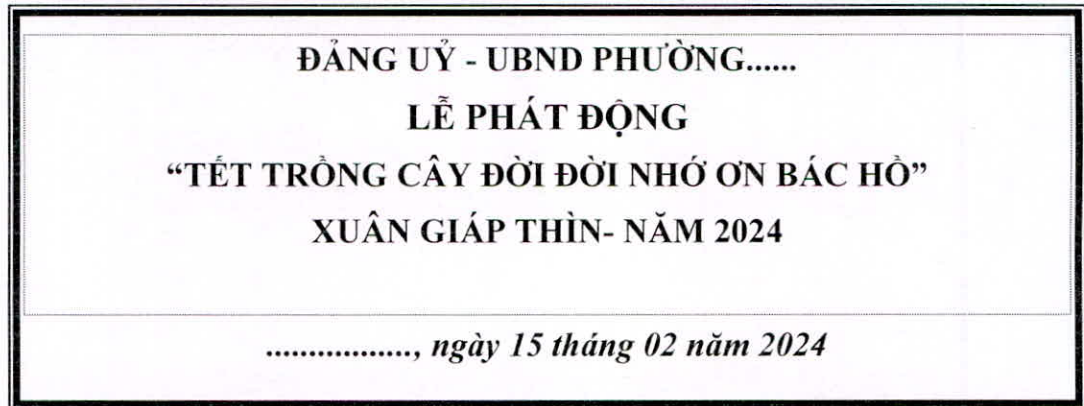 ĐẢNG UỶ - UBND PHƯỜNG......
LỄ PHÁT ĐỘNG
“TẾT TRỒNG CÂY ĐỜI ĐỜI NHỚ ƠN BÁC HỒ”
XUÂN GIÁP THÌN- NĂM 2024
................., ngày 15 tháng 02 năm 2024